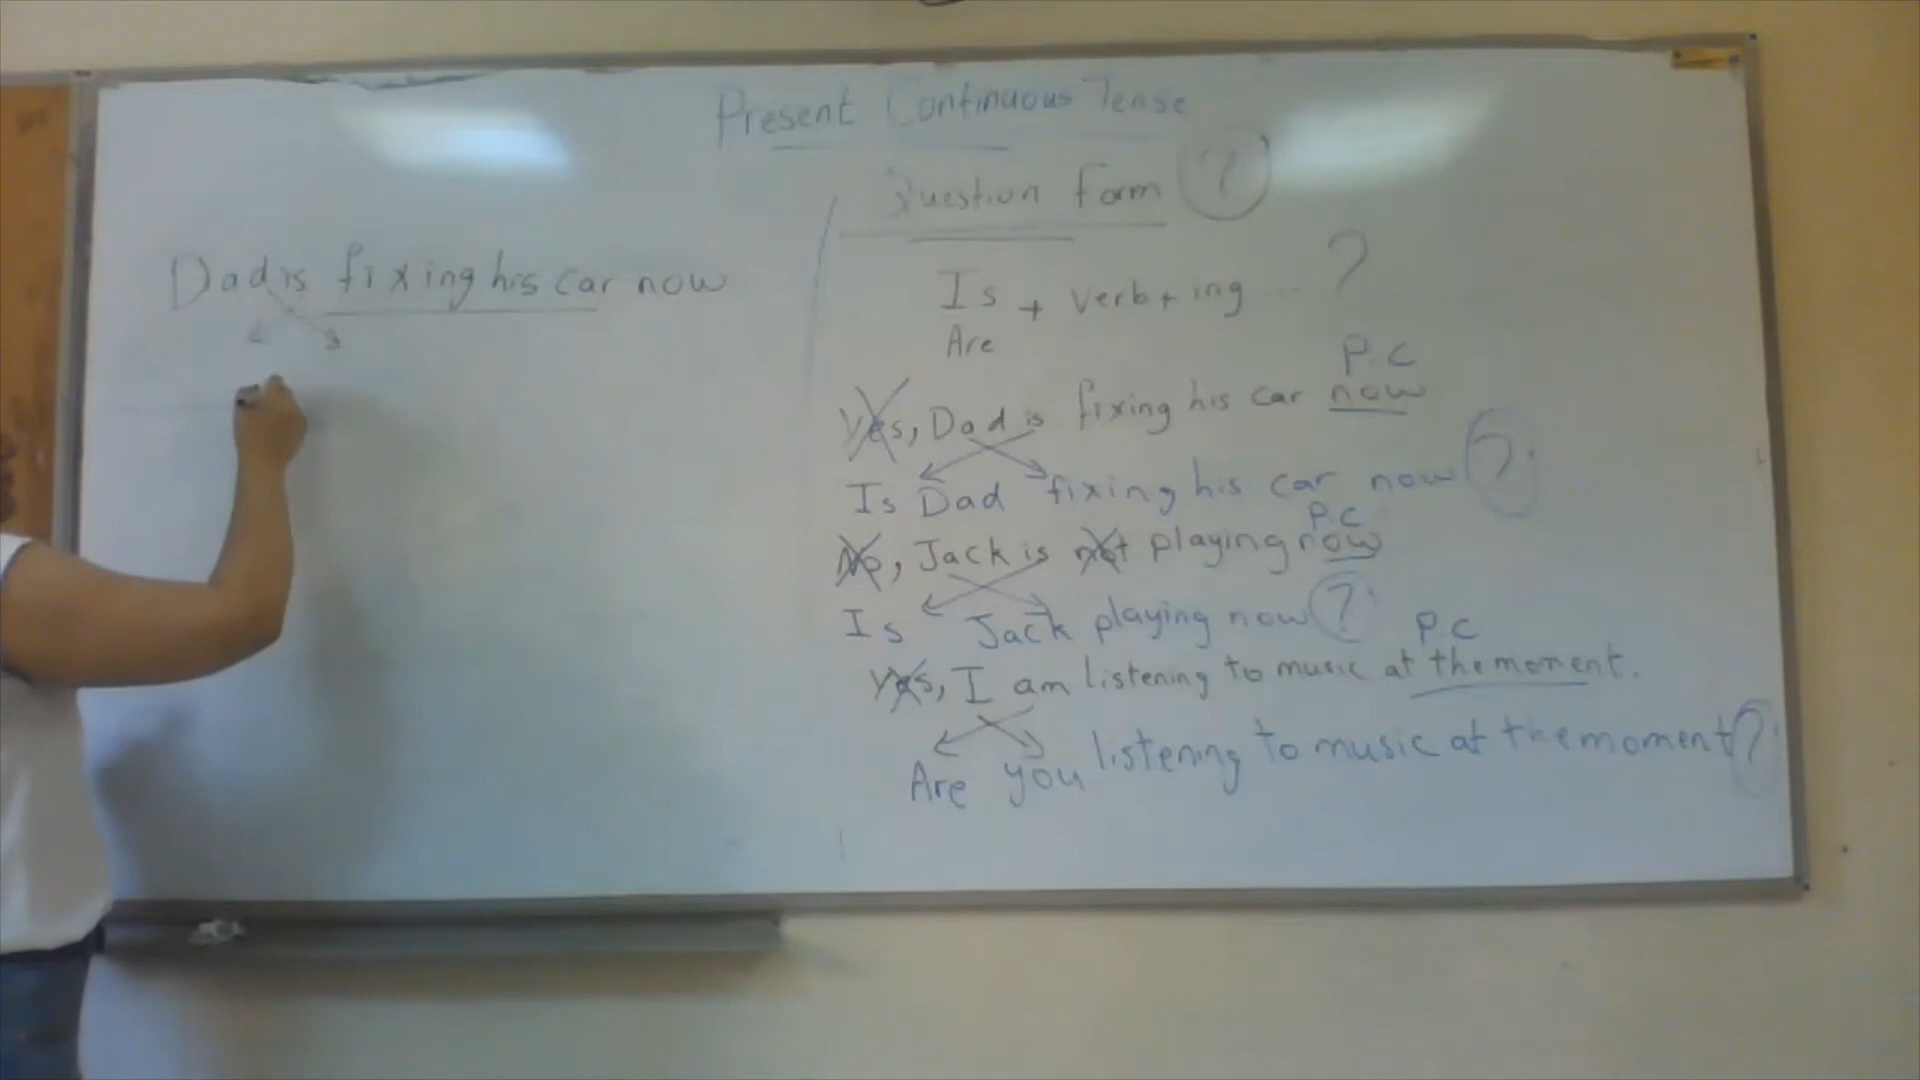 Present Continuous Tense
Question form ?
Dad is fixing his car now
Is + verb + ing ... ?
Are
P.C
Yes, Dad is fixing his car now
Is Dad fixing his car now ?
P.C
No, Jack is not playing now
Is Jack playing now ?
P.C
Yes, I am listening to music at the moment.
Are you listening to music at the moment ?